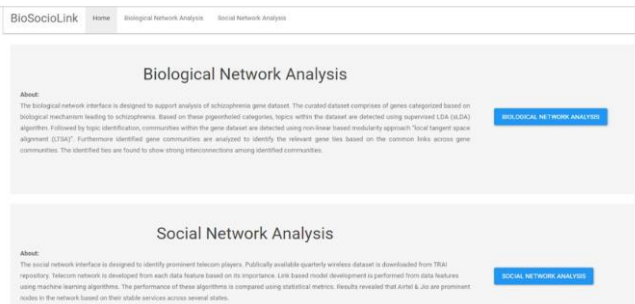 BioSocioLink Home Biological Network Analysis Social Network Analysis
Biological Network Analysis
About:
The biological network interface is designed to support analysis of schizophrenia gene dataset. The curated dataset comprises of genes categorized based on
biological mechanism leading to schizophrenia. Based on these pigeonholed categories, topics within the dataset are detected using supervised LDA (sLDA)
algorithm. Followed by topic identification, communities within the gene dataset are detected using non-linear based modularity approach "local tangent space
alignment (LTSA)". Furthermore identified gene communities are analyzed to identify the relevant gene ties based on the common links across gene
communities. The identified ties are found to show strong interconnections among identified communities.
BIOLOGICAL NETWORK ANALYSIS
Social Network Analysis
About:
The social network interface is designed to identify prominent telecom players. Publically available quarterly wireless dataset is downloaded from TRAI
repository. Telecom network is developed from each data feature based on its importance. Link based model development is performed from data features
using machine learning algorithms. The performance of these algorithms is compared using statistical metrics. Results revealed that Airtel & Jio are prominent
nodes in the network based on their stable services across several states.
SOCIAL NETWORK ANALYSIS